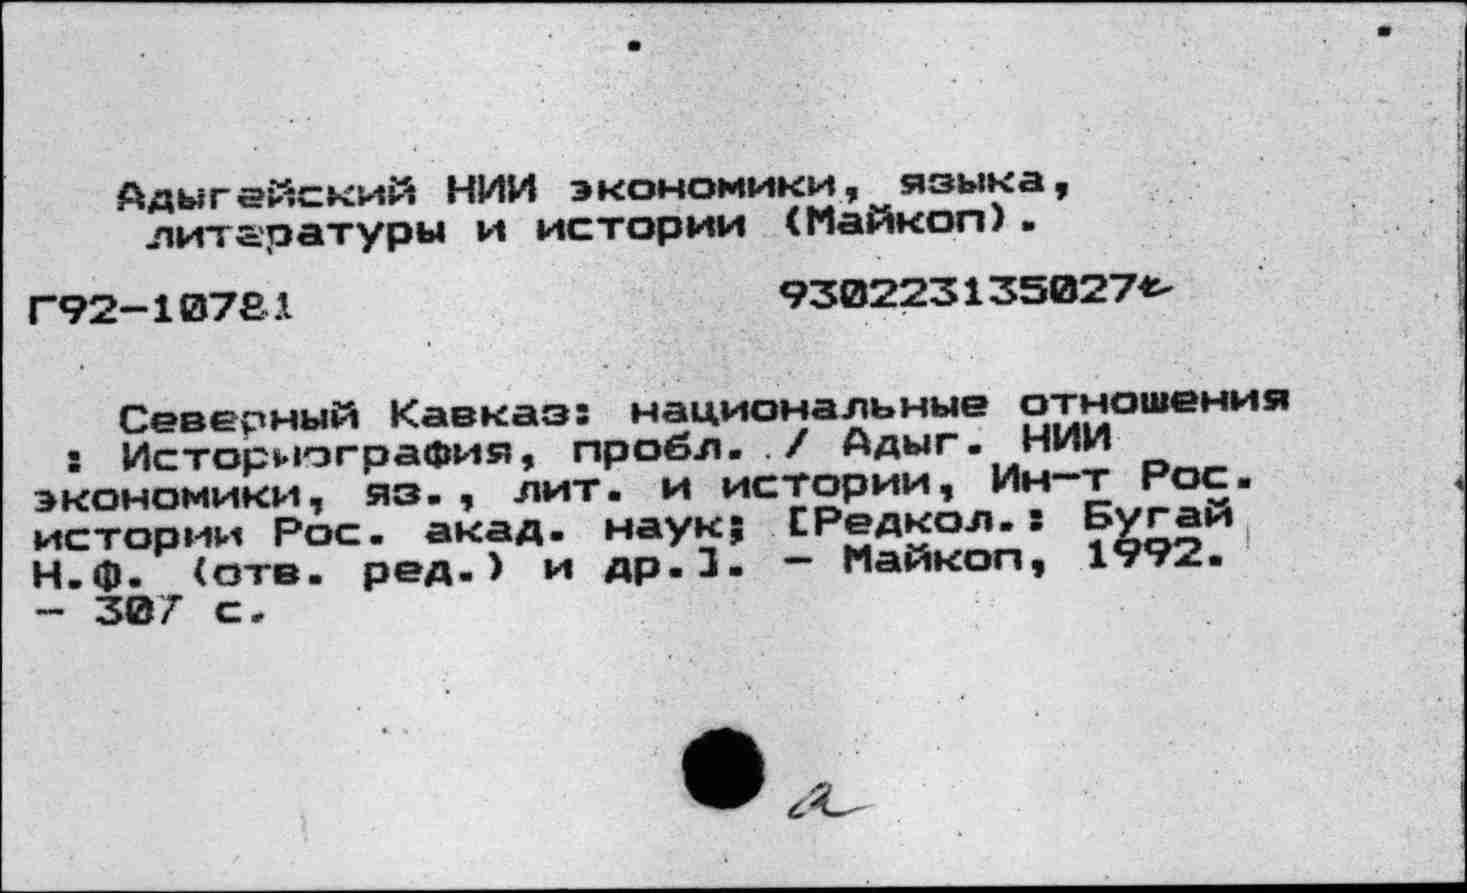 Адыгейский НИИ экономики, языка,
литературы и истории (Майкоп).
Г92-10781 930223135027
Северный Кавказ: национальные отношения
: Историография, пробл. / Адыг. НИИ
экономики, яз., лит. и истории, Ин-т Рос.
истории Рос. акад. наук; [Редкол.: Бугай
Н.Ф. (отв. ред.) и др.]. - Майкоп, 1992.
- 307 с.
а